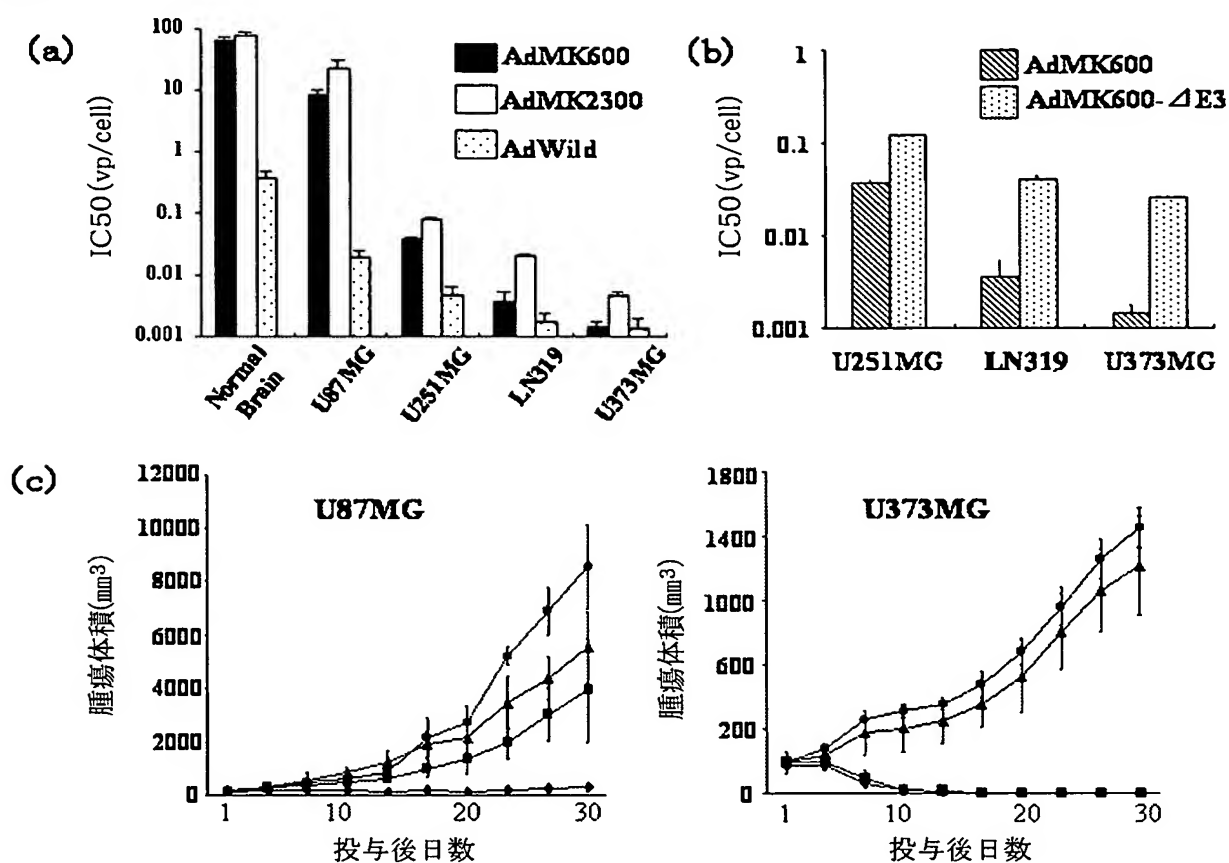 (a)
100
10
1
0.1
0.01
0.001
IC50(vp/cell)
AdMK600
AdMK2300
AdWild
Normal
Brain
U87MG
U251MG
LN319
U373MG
(b)
1
0.1
0.01
0.001
IC50(vp/cell)
AdMK600
AdMK600-⊿E3
U251MG
LN319
U373MG
(c)
U87MG
12000
10000
8000
6000
4000
2000
0
腫瘍体積(mm³)
1
10
20
30
投与後日数
U373MG
1800
1400
1000
600
200
0
腫瘍体積(mm³)
1
10
20
30
投与後日数